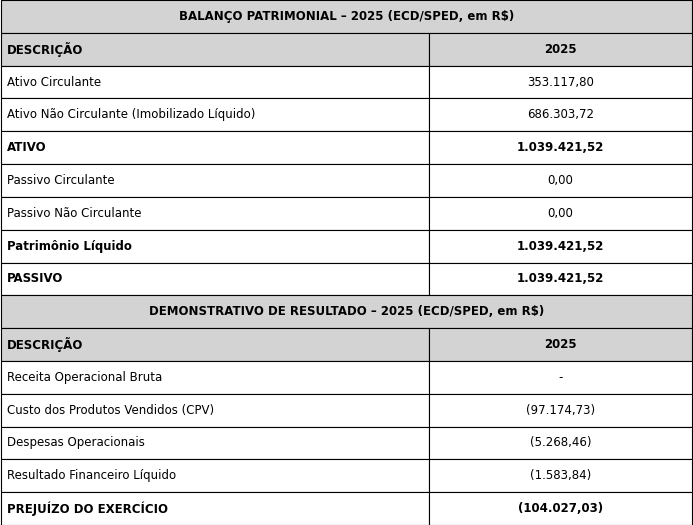 BALANÇO PATRIMONIAL – 2025 (ECD/SPED, em R$)
DESCRIÇÃO 2025
Ativo Circulante 353.117,80
Ativo Não Circulante (Imobilizado Líquido) 686.303,72
ATIVO 1.039.421,52
Passivo Circulante 0,00
Passivo Não Circulante 0,00
Patrimônio Líquido 1.039.421,52
PASSIVO 1.039.421,52
DEMONSTRATIVO DE RESULTADO – 2025 (ECD/SPED, em R$)
DESCRIÇÃO 2025
Receita Operacional Bruta -
Custo dos Produtos Vendidos (CPV) (97.174,73)
Despesas Operacionais (5.268,46)
Resultado Financeiro Líquido (1.583,84)
PREJUÍZO DO EXERCÍCIO (104.027,03)